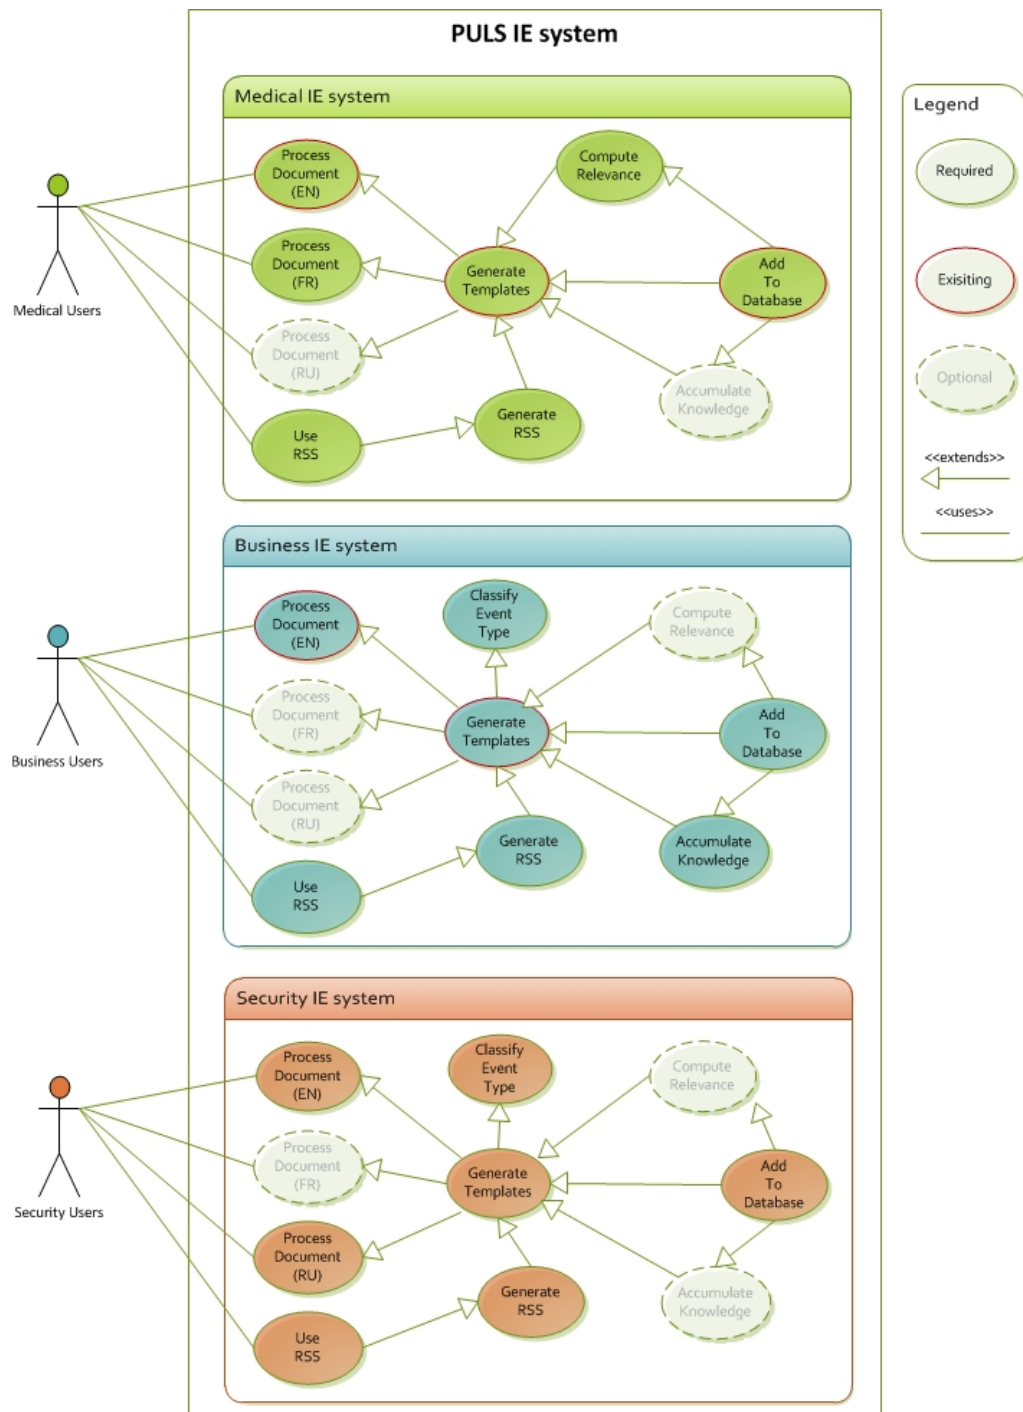 PULS IE system
Medical IE system
Process
Document
(EN)
Compute
Relevance
Process
Document
(FR)
Generate
Templates
Add
To
Database
Process
Document
(RU)
Accumulate
Knowledge
Use
RSS
Generate
RSS
Medical Users
Legend
Required
Exisiting
Optional
<<extends>>
<<uses>>
Business IE system
Process
Document
(EN)
Classify
Event
Type
Compute
Relevance
Process
Document
(FR)
Generate
Templates
Add
To
Database
Process
Document
(RU)
Generate
RSS
Accumulate
Knowledge
Use
RSS
Business Users
Security IE system
Process
Document
(EN)
Classify
Event
Type
Compute
Relevance
Process
Document
(FR)
Generate
Templates
Add
To
Database
Process
Document
(RU)
Generate
RSS
Accumulate
Knowledge
Use
RSS
Security Users